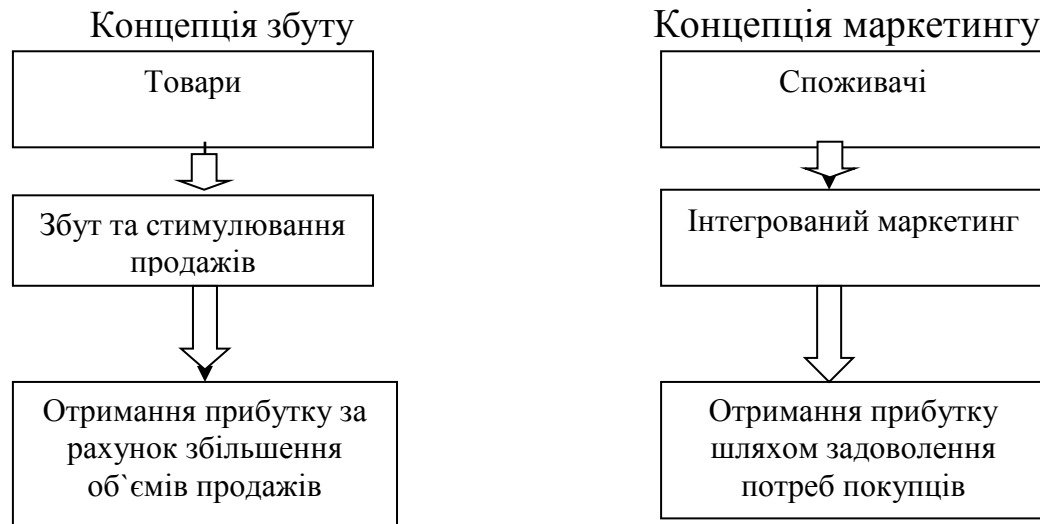 Концепція збуту
Товари
Збут та стимулювання
продажів
Отримання прибутку за
рахунок збільшення
об`ємів продажів
Концепція маркетингу
Споживачі
Інтегрований маркетинг
Отримання прибутку
шляхом задоволення
потреб покупців